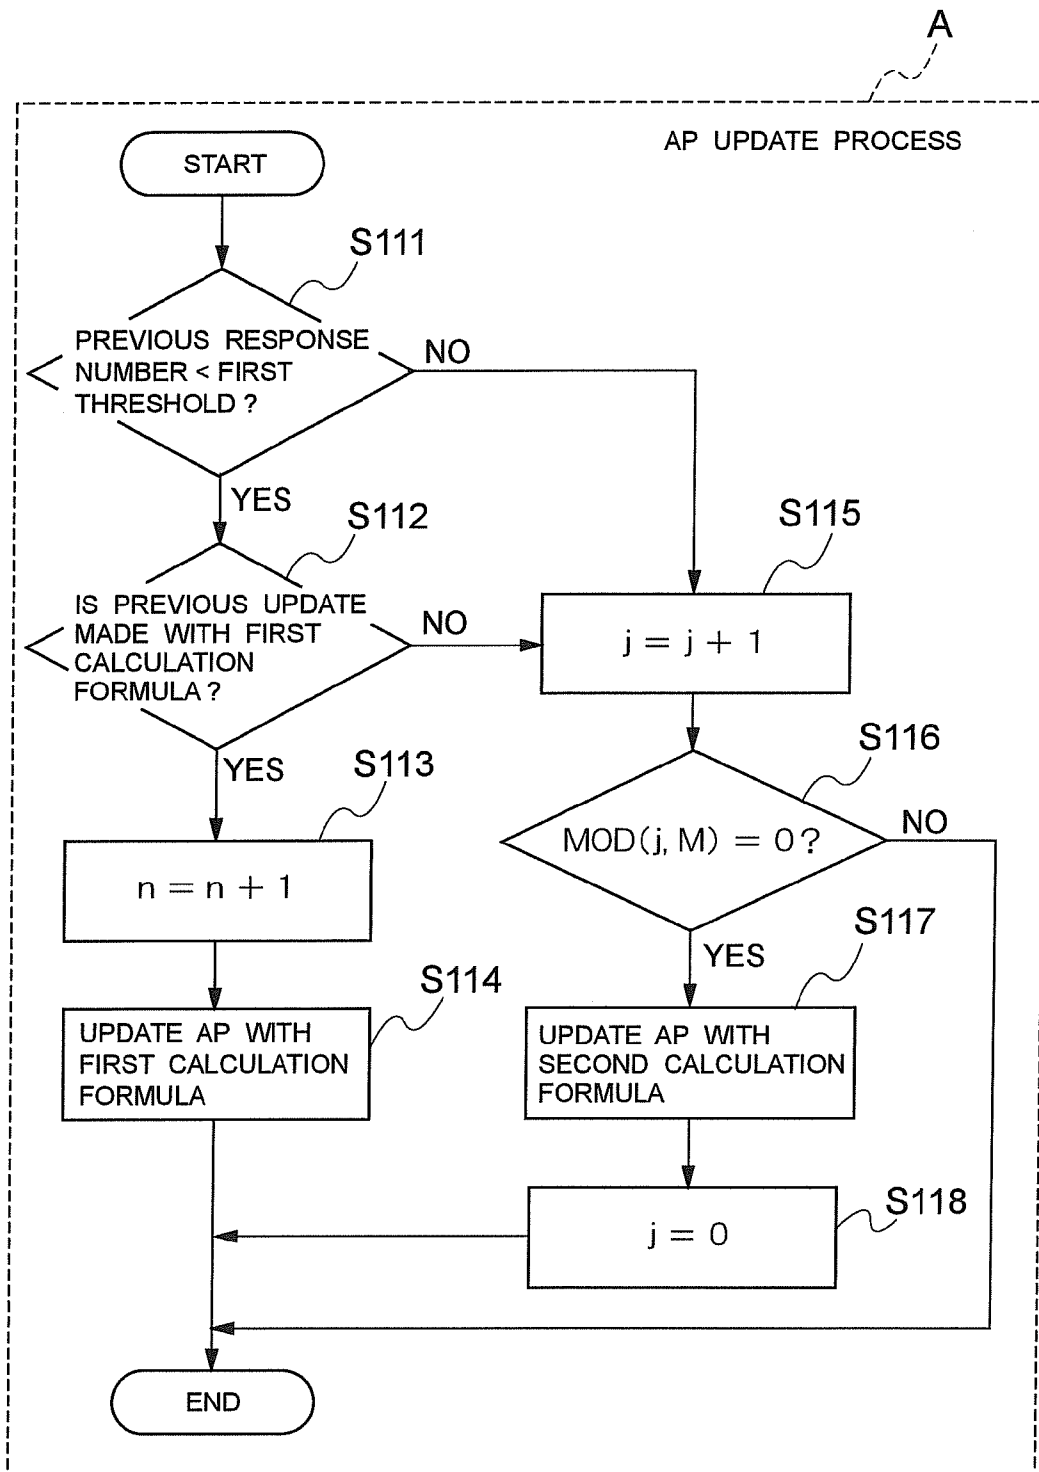 A
AP UPDATE PROCESS
START
S111
PREVIOUS RESPONSE
NUMBER < FIRST
THRESHOLD ?
NO
YES
S112
IS PREVIOUS UPDATE
MADE WITH FIRST
CALCULATION
FORMULA ?
NO
YES
S113
n = n + 1
S114
UPDATE AP WITH
FIRST CALCULATION
FORMULA
S115
j = j + 1
S116
MOD(j, M) = 0 ?
NO
YES
S117
UPDATE AP WITH
SECOND CALCULATION
FORMULA
S118
j = 0
END